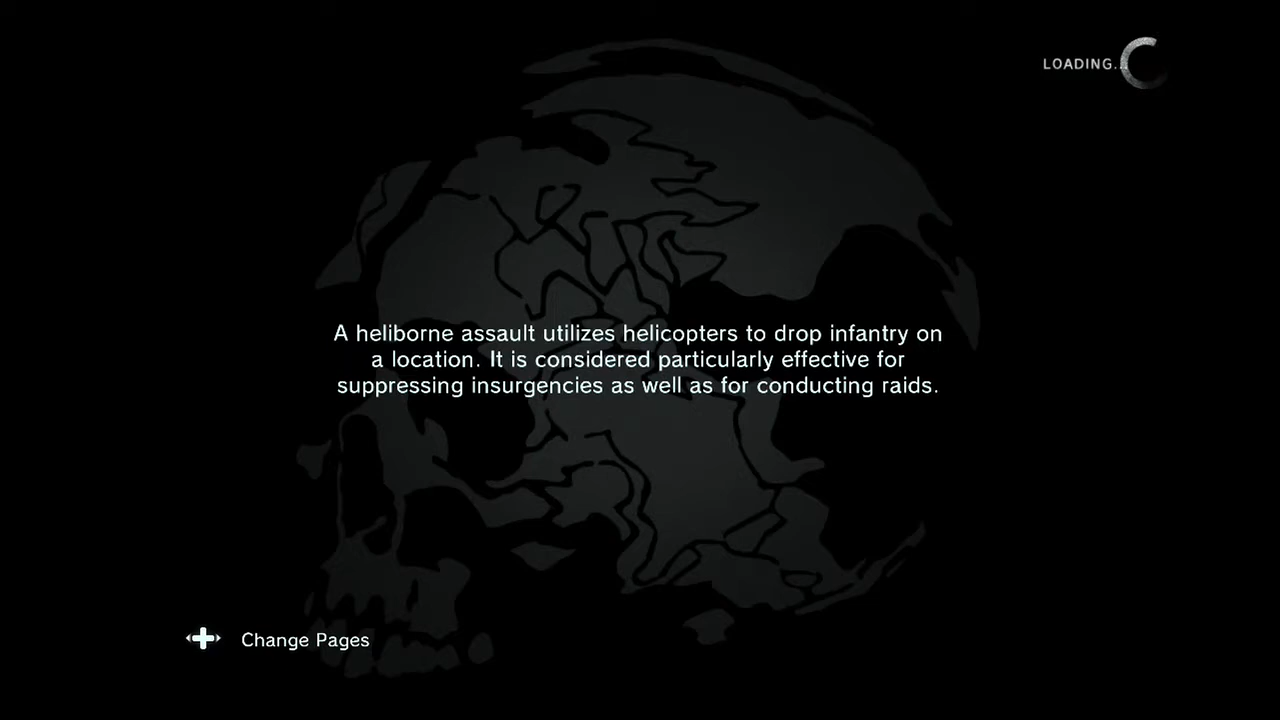 LOADING...
A heliborne assault utilizes helicopters to drop infantry on
a location. It is considered particularly effective for
suppressing insurgencies as well as for conducting raids.
Change Pages